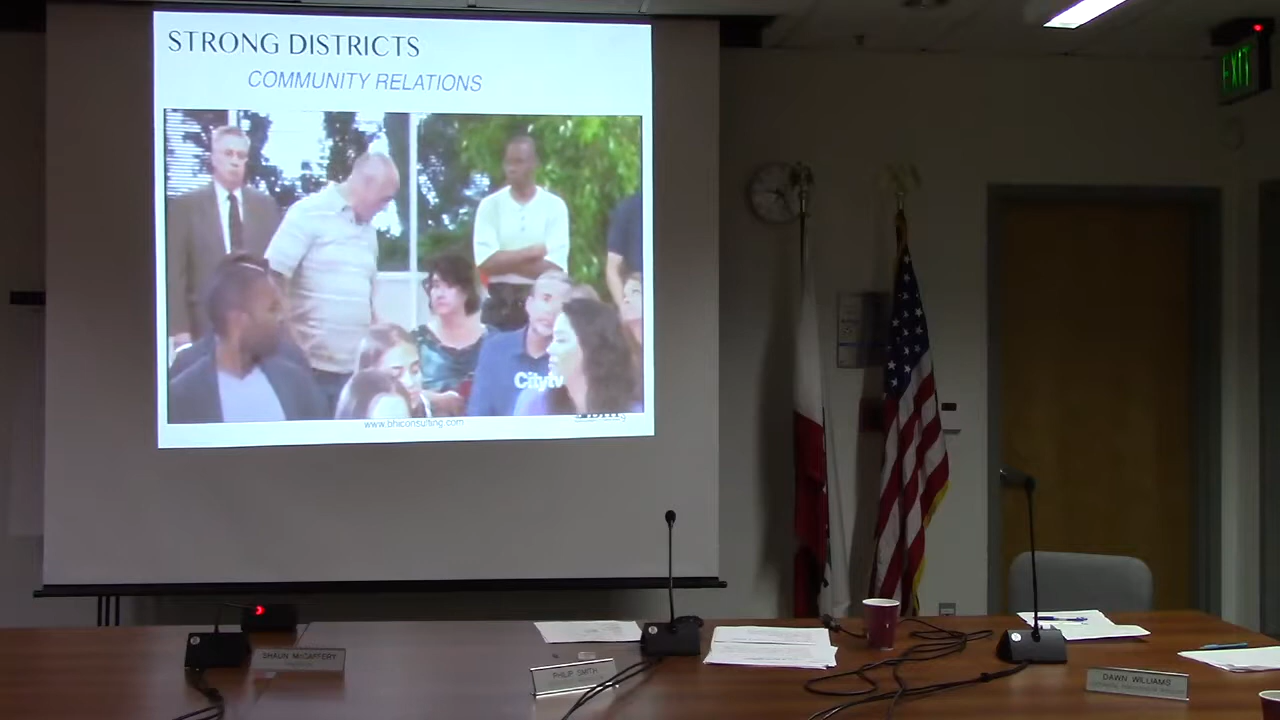 STRONG DISTRICTS
COMMUNITY RELATIONS
Citytv
www.bhiconsulting.com
EXIT
SHAUN McCAFFERY
PHILIP SMITH
DAWN WILLIAMS